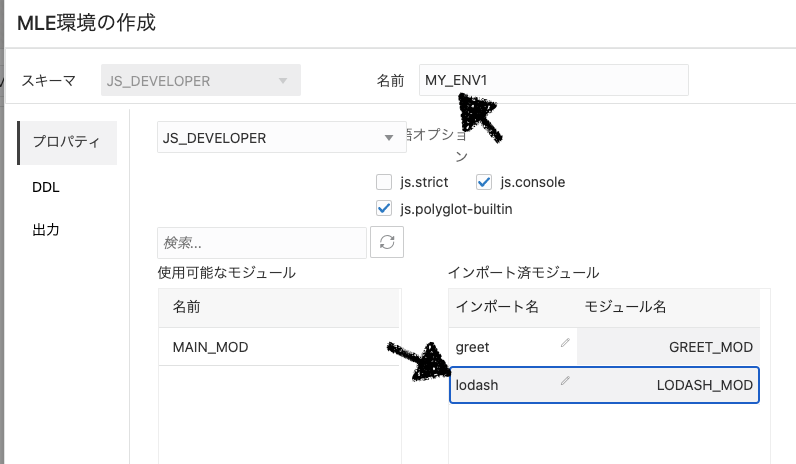 MLE環境の作成
スキーマ JS_DEVELOPER 名前 MY_ENV1
プロパティ
DDL
出力
JS_DEVELOPER 語オプショ
ン
js.strict js.console
js.polyglot-builtin
検索...
使用可能なモジュール
名前
MAIN_MOD
インポート済モジュール
インポート名 モジュール名
greet GREET_MOD
lodash LODASH_MOD